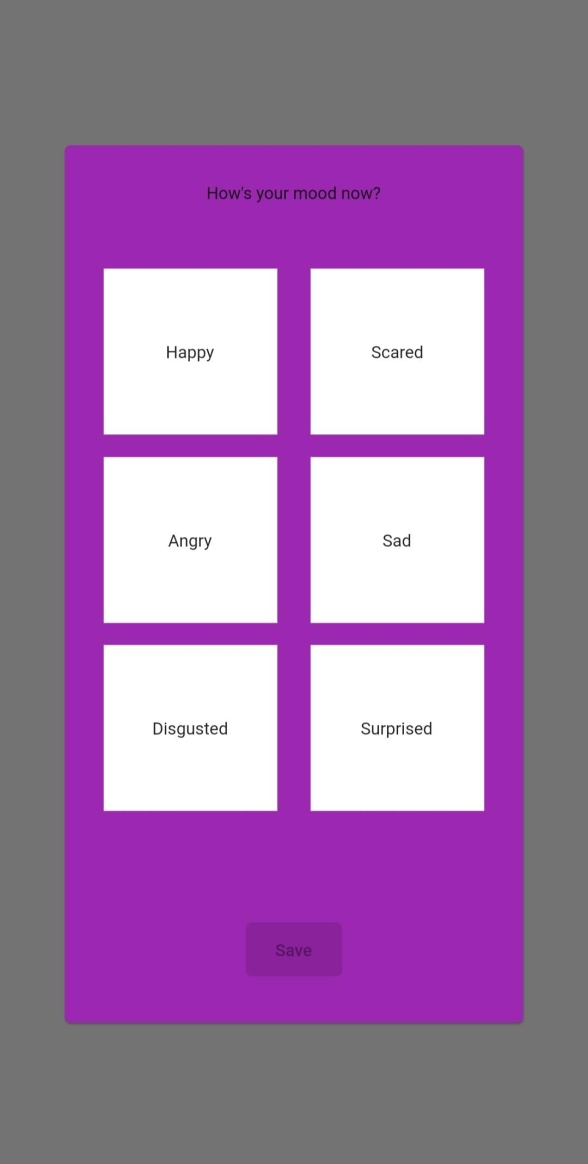 How's your mood now?
Happy
Scared
Angry
Sad
Disgusted
Surprised
Save